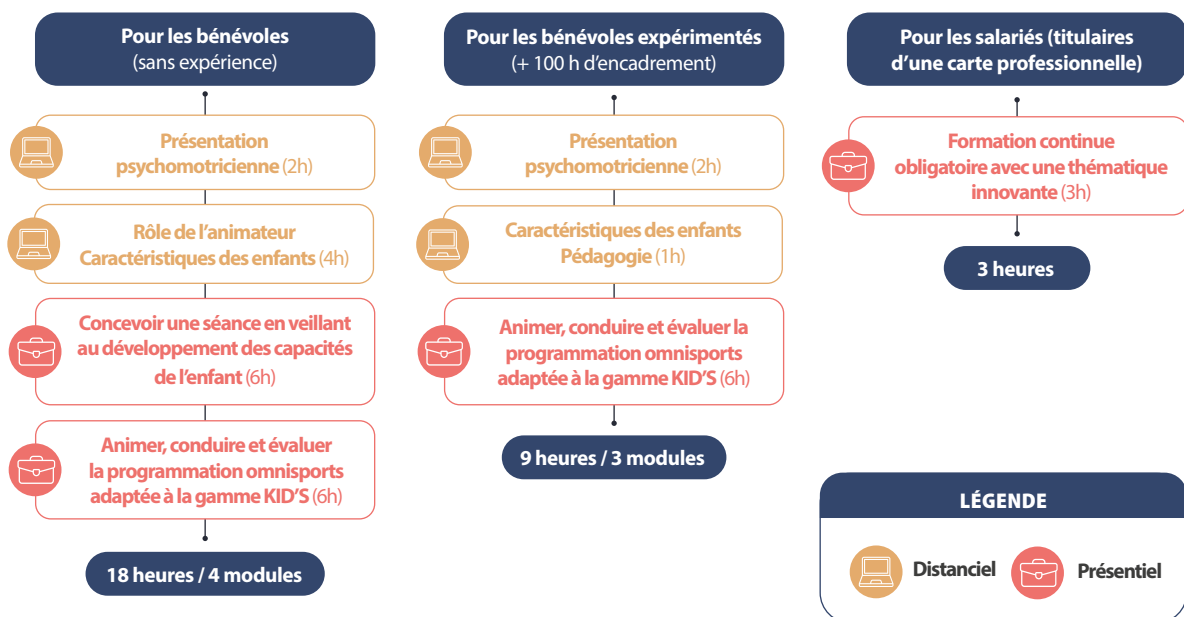 Pour les bénévoles
(sans expérience)
Présentation
psychomotricienne (2h)
Rôle de l'animateur
Caractéristiques des enfants (4h)
Concevoir une séance en veillant
au développement des capacités
de l'enfant (6h)
Animer, conduire et évaluer
la programmation omnisports
adaptée à la gamme KID'S (6h)
18 heures / 4 modules
Pour les bénévoles expérimentés
(+ 100 h d'encadrement)
Présentation
psychomotricienne (2h)
Caractéristiques des enfants
Pédagogie (1h)
Animer, conduire et évaluer la
programmation omnisports
adaptée à la gamme KID'S (6h)
9 heures / 3 modules
Pour les salariés (titulaires
d'une carte professionnelle)
Formation continue
obligatoire avec une thématique
innovante (3h)
3 heures
LÉGENDE
Distanciel
Présentiel